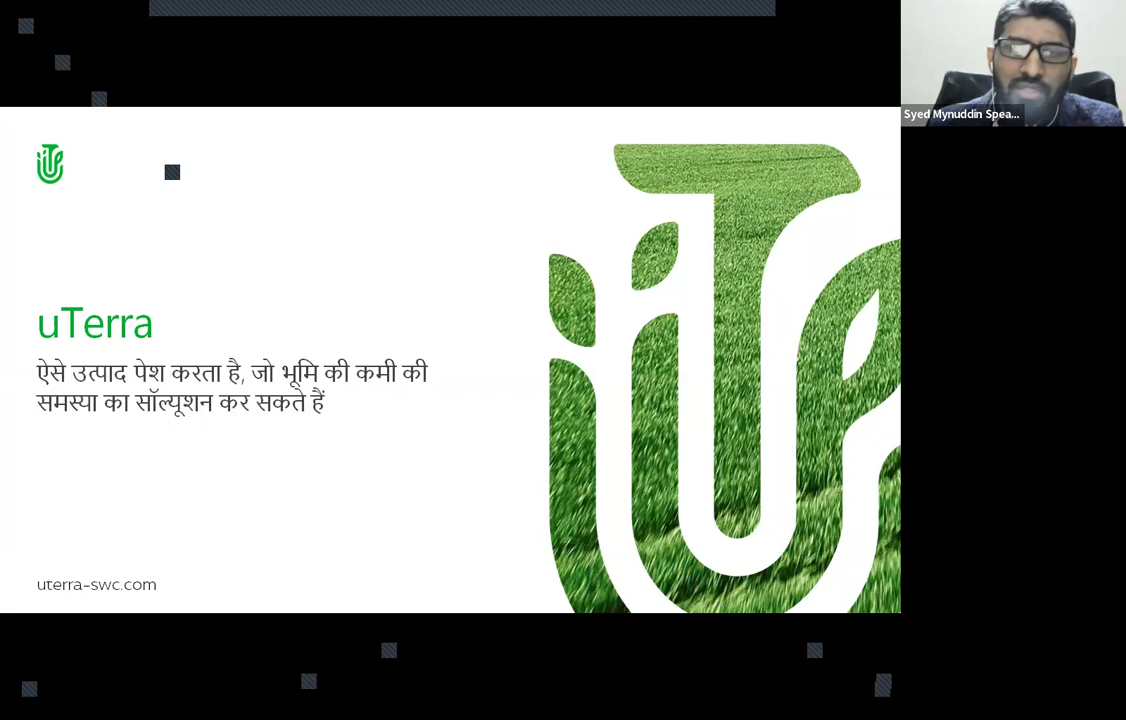 Syed Mynuddin Spea...
uTerra
ऐसे उत्पाद पेश करता है, जो भूमि की कमी की
समस्या का सॉल्यूशन कर सकते हैं
uterra-swc.com